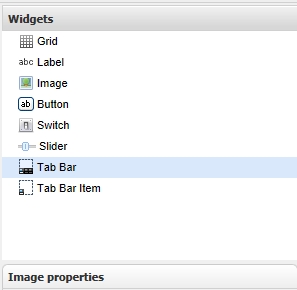 Widgets
Grid
abc Label
Image
ab Button
Switch
Slider
Tab Bar
Tab Bar Item
Image properties